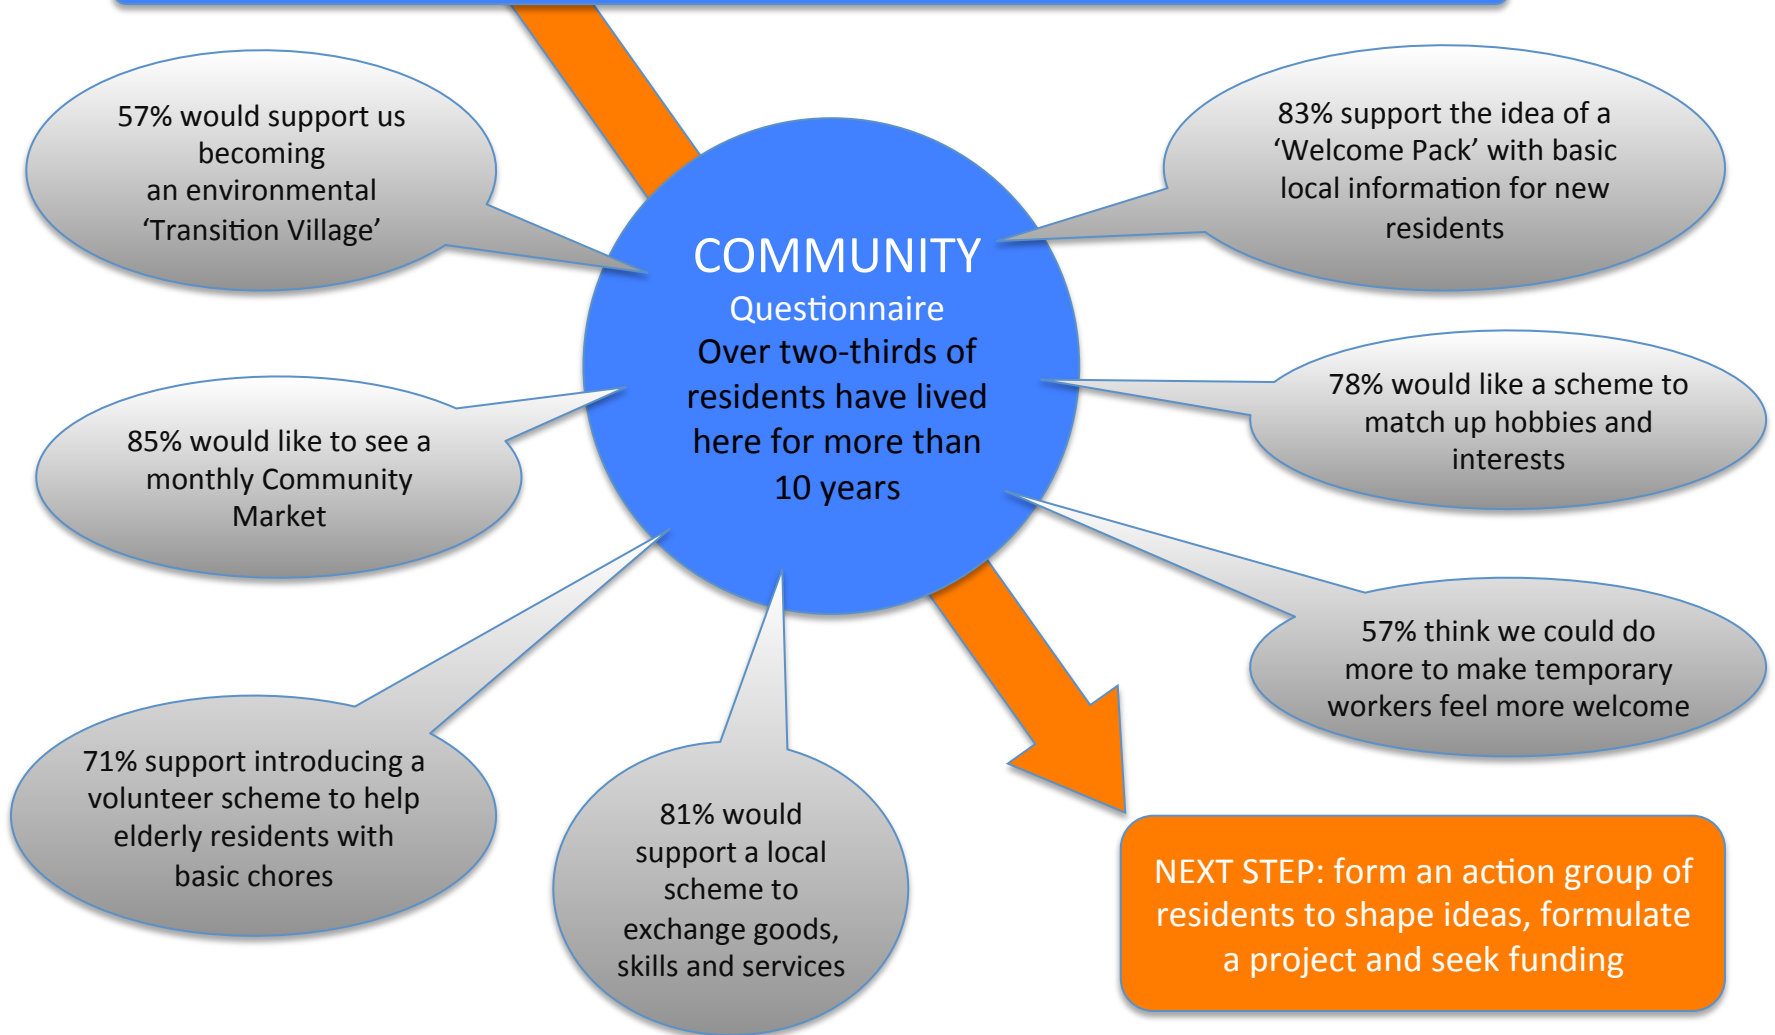 57% would support us
becoming
an environmental
‘Transition Village’
83% support the idea of a
‘Welcome Pack’ with basic
local information for new
residents
COMMUNITY
Questionnaire
Over two-thirds of
residents have lived
here for more than
10 years
85% would like to see a
monthly Community
Market
78% would like a scheme to
match up hobbies and
interests
57% think we could do
more to make temporary
workers feel more welcome
71% support introducing a
volunteer scheme to help
elderly residents with
basic chores
81% would
support a local
scheme to
exchange goods,
skills and services
NEXT STEP: form an action group of
residents to shape ideas, formulate
a project and seek funding